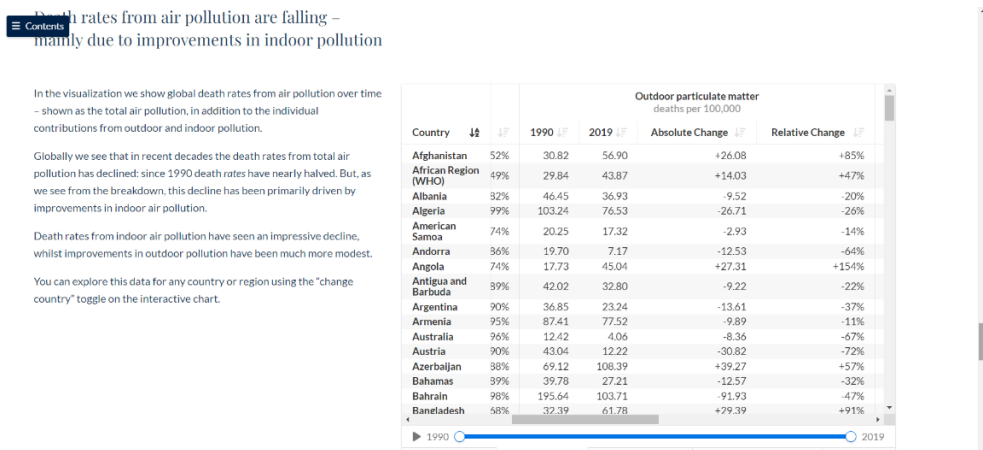 Death rates from air pollution are falling –
Contents
mainly due to improvements in indoor pollution
In the visualization we show global death rates from air pollution over time
– shown as the total air pollution, in addition to the individual
contributions from outdoor and indoor pollution.
Globally we see that in recent decades the death rates from total air
pollution has declined: since 1990 death rates have nearly halved. But, as
we see from the breakdown, this decline has been primarily driven by
improvements in indoor air pollution.
Death rates from indoor air pollution have seen an impressive decline,
whilst improvements in outdoor pollution have been much more modest.
You can explore this data for any country or region using the "change
country" toggle on the interactive chart.
Outdoor particulate matter
deaths per 100,000
Country 1990 2019 Absolute Change Relative Change
Afghanistan 52% 30.82 56.90 +26.08 +85%
African Region
(WHO) 49% 29.84 43.87 +14.03 +47%
Albania 82% 46.45 36.93 -9.52 -20%
Algeria 99% 103.24 76.53 -26.71 -26%
American
Samoa 74% 20.25 17.32 -2.93 -14%
Andorra 86% 19.70 7.17 -12.53 -64%
Angola 74% 17.73 45.04 +27.31 +154%
Antigua and
Barbuda 89% 42.02 32.80 -9.22 -22%
Argentina 90% 36.85 23.24 -13.61 -37%
Armenia 95% 87.41 77.52 -9.89 -11%
Australia 96% 12.42 4.06 -8.36 -67%
Austria 90% 43.04 12.22 -30.82 -72%
Azerbaijan 88% 69.12 108.39 +39.27 +57%
Bahamas 89% 39.78 27.21 -12.57 -32%
Bahrain 98% 195.64 103.71 -91.93 -47%
Bangladesh 58% 32.39 61.78 +29.39 +91%
1990 2019